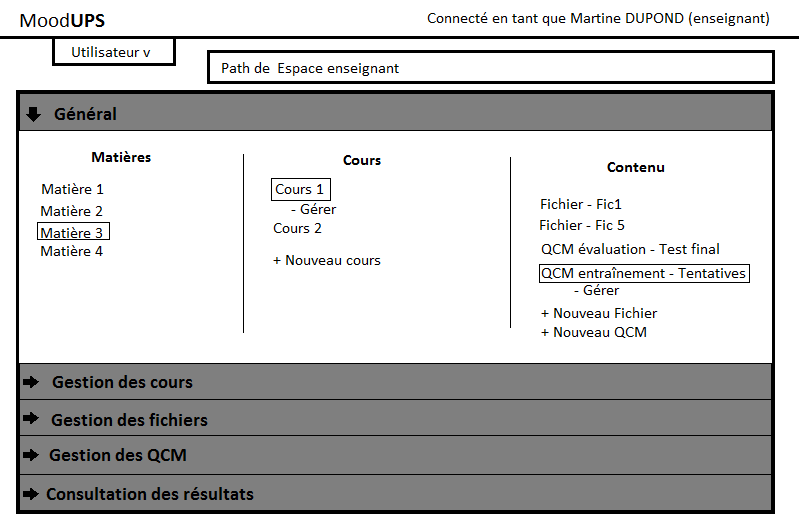 MoodUPS
Connecté en tant que Martine DUPOND (enseignant)
Utilisateur v
Path de Espace enseignant
Général
Matières
Matière 1
Matière 2
Matière 3
Matière 4
Cours
Cours 1
- Gérer
Cours 2
+ Nouveau cours
Contenu
Fichier - Fic1
Fichier - Fic 5
QCM évaluation - Test final
QCM entraînement - Tentatives
- Gérer
+ Nouveau Fichier
+ Nouveau QCM
Gestion des cours
Gestion des fichiers
Gestion des QCM
Consultation des résultats